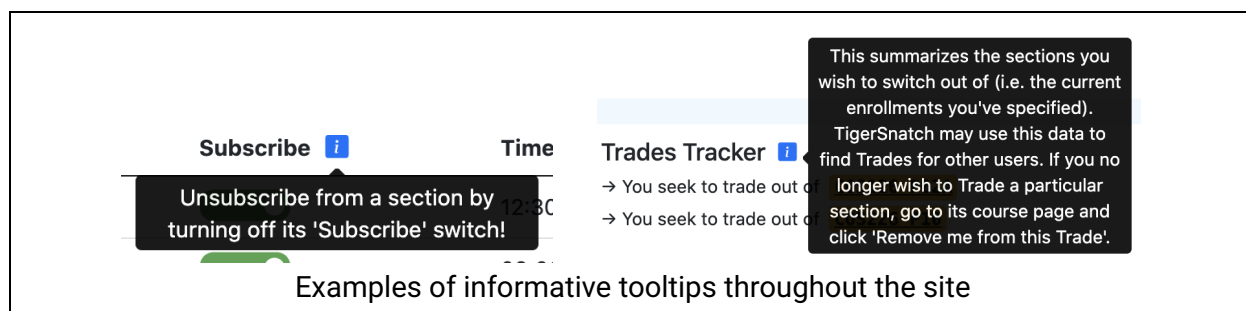 Subscribe i
Time
Unsubscribe from a section by
turning off its 'Subscribe' switch!
Trades Tracker i
→ You seek to trade out of
→ You seek to trade out of
This summarizes the sections you
wish to switch out of (i.e. the current
enrollments you've specified).
TigerSnatch may use this data to
find Trades for other users. If you no
longer wish to Trade a particular
section, go to its course page and
click 'Remove me from this Trade'.
Examples of informative tooltips throughout the site